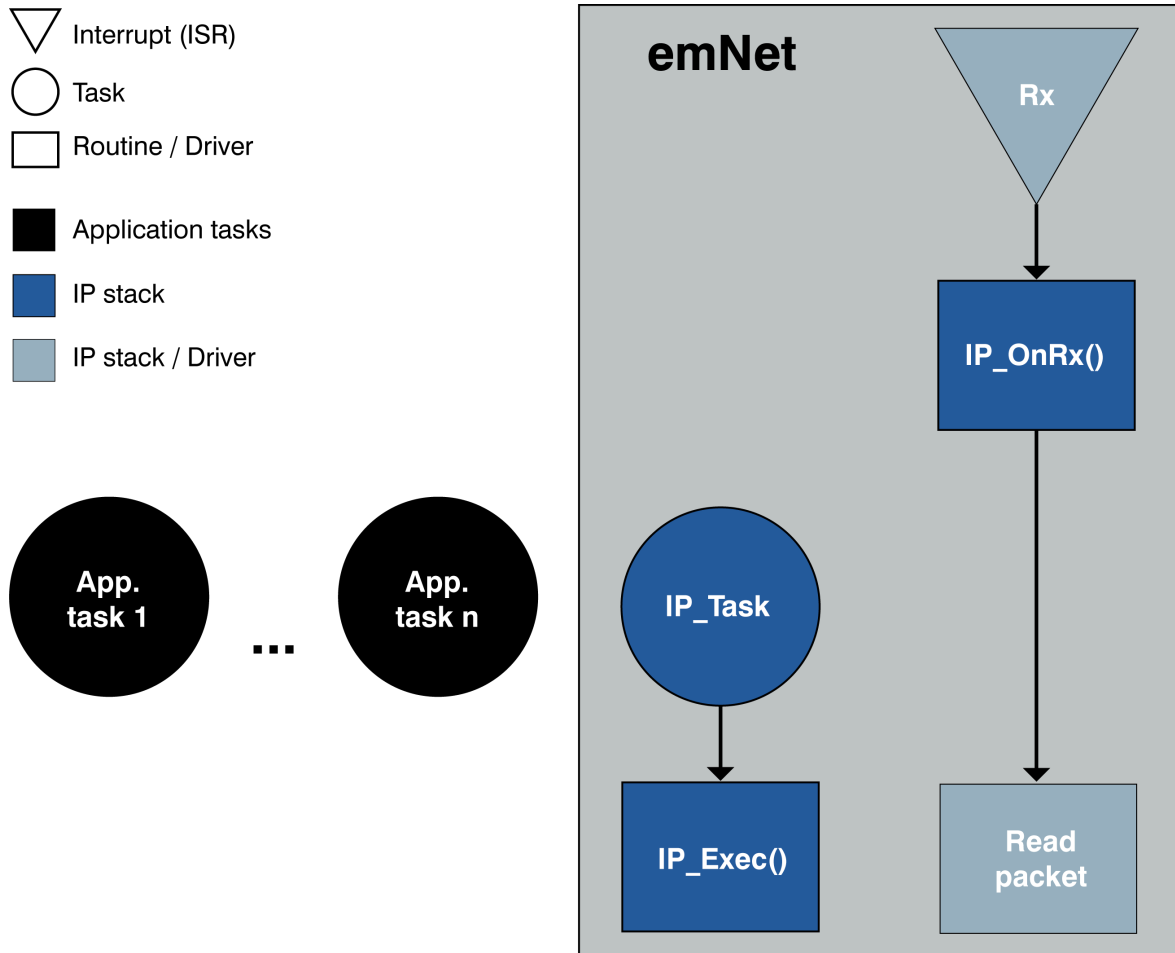 Interrupt (ISR)
Task
Routine / Driver
Application tasks
IP stack
IP stack / Driver
App.
task 1
...
App.
task n
emNet
Rx
IP_OnRx()
IP_Task
IP_Exec()
Read
packet